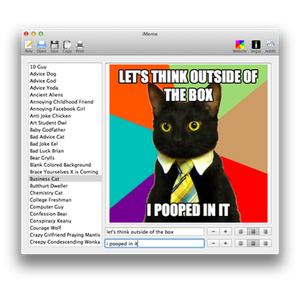 iMeme
New
Open
Save
Copy
Print
Website
Imgur
reddit
10 Guy
Advice Dog
Advice God
Advice Yoda
Ancient Aliens
Annoying Childhood Friend
Annoying Facebook Girl
Anti Joke Chicken
Art Student Owl
Baby Godfather
Bad Advice Cat
Bad Joke Eel
Bad Luck Brian
Bear Grylls
Blank Colored Background
Brace Yourselves X is Coming
Business Cat
Butthurt Dweller
Chemistry Cat
College Freshman
Computer Guy
Confession Bear
Conspiracy Keanu
Courage Wolf
Crazy Girlfriend Praying Mantis
Creepy Condescending Wonka
LET'S THINK OUTSIDE OF
THE BOX
I POOPED IN IT
let's think outside of the box
i pooped in it